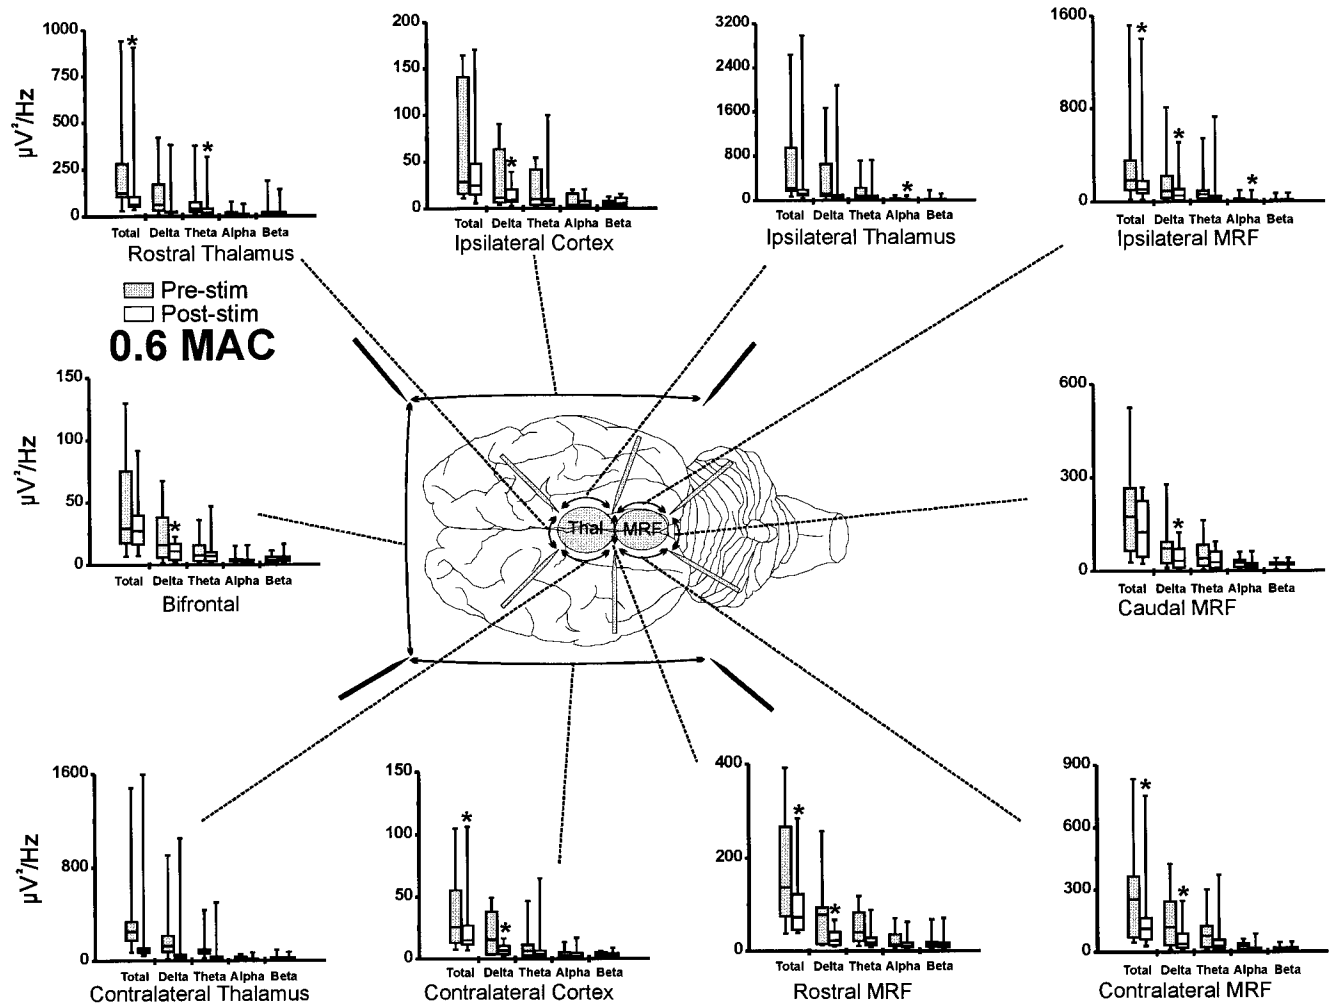 1000
750
500
250
0
μV²/Hz
*
*
Total Delta Theta Alpha Beta
Rostral Thalamus
200
150
100
50
0
*
Total Delta Theta Alpha Beta
Ipsilateral Cortex
3200
2400
1600
800
0
*
Total Delta Theta Alpha Beta
Ipsilateral Thalamus
1600
800
0
*
*
*
Total Delta Theta Alpha Beta
Ipsilateral MRF
Pre-stim
Post-stim
0.6 MAC
150
100
50
0
μV²/Hz
*
Total Delta Theta Alpha Beta
Bifrontal
Thal
MRF
600
300
0
*
Total Delta Theta Alpha Beta
Caudal MRF
1600
800
0
μV²/Hz
Total Delta Theta Alpha Beta
Contralateral Thalamus
150
100
50
0
*
*
Total Delta Theta Alpha Beta
Contralateral Cortex
400
200
0
*
*
Total Delta Theta Alpha Beta
Rostral MRF
900
600
300
0
*
*
Total Delta Theta Alpha Beta
Contralateral MRF